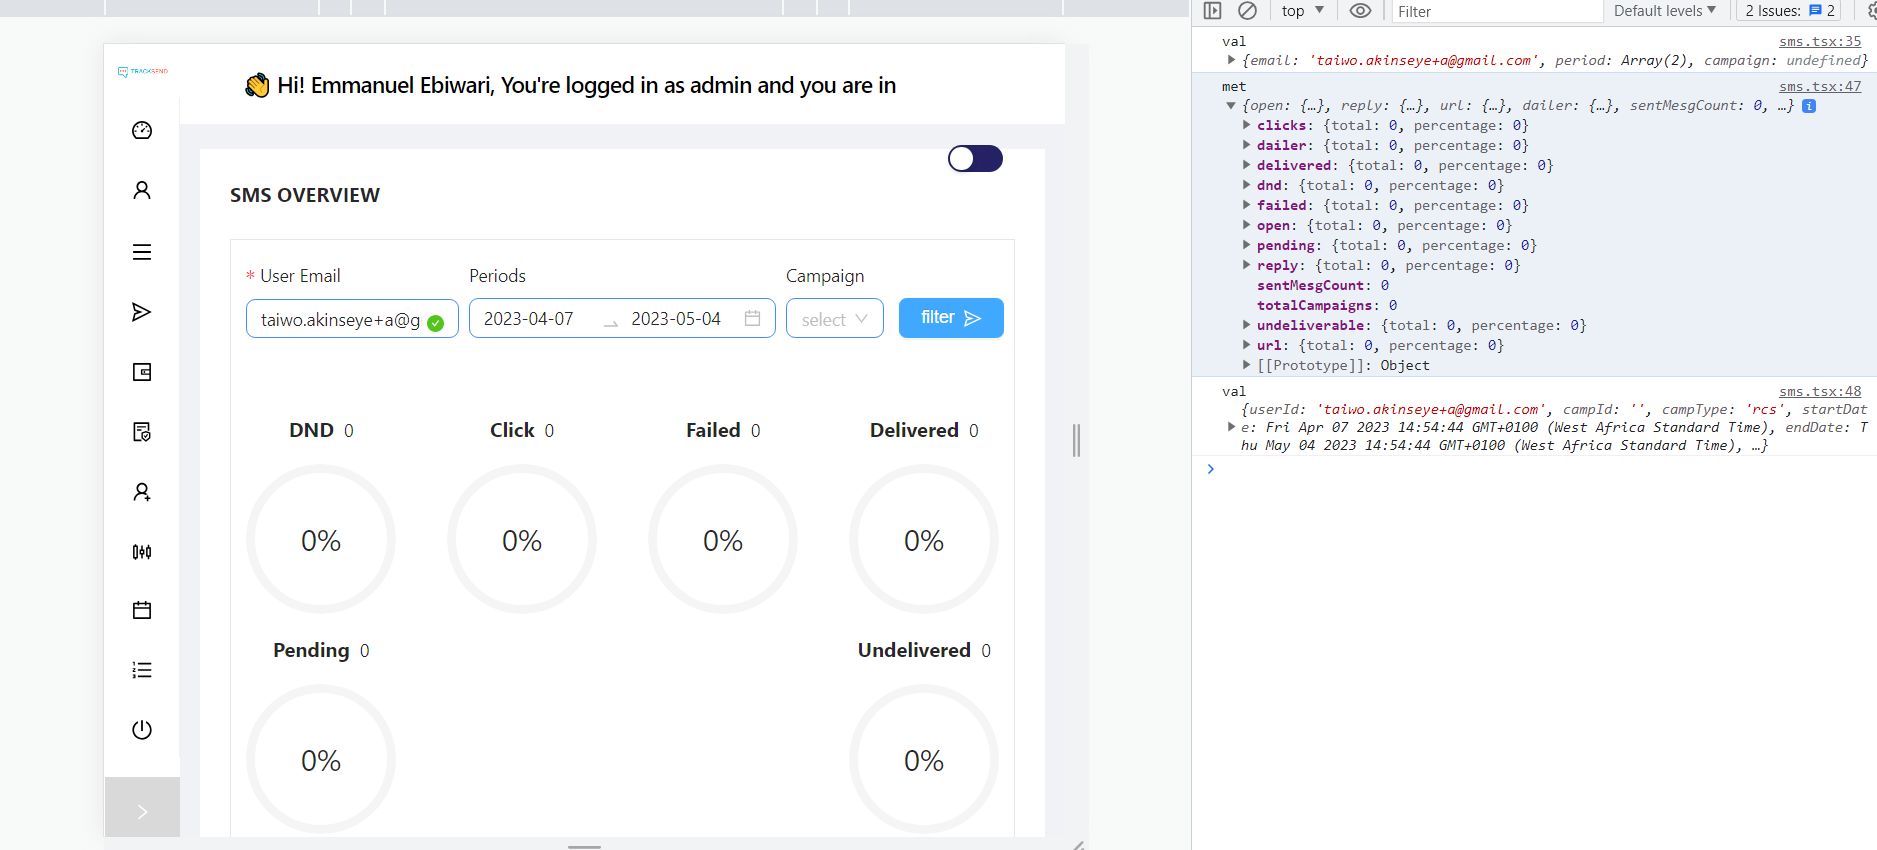 TRACKSEND
👋 Hi! Emmanuel Ebiwari, You're logged in as admin and you are in
SMS OVERVIEW
* User Email
Periods
Campaign
taiwo.akinseye+a@g
2023-04-07
2023-05-04
select
filter
DND 0
Click 0
Failed 0
Delivered 0
0%
0%
0%
0%
Pending 0
Undelivered 0
0%
0%
top
Filter
Default levels
2 Issues: 2
val
sms.tsx:35
{email: 'taiwo.akinseye+a@gmail.com', period: Array(2), campaign: undefined}
met
sms.tsx:47
{open: {…}, reply: {…}, url: {…}, dailer: {…}, sentMesgCount: 0, …} i
clicks: {total: 0, percentage: 0}
dailer: {total: 0, percentage: 0}
delivered: {total: 0, percentage: 0}
dnd: {total: 0, percentage: 0}
failed: {total: 0, percentage: 0}
open: {total: 0, percentage: 0}
pending: {total: 0, percentage: 0}
reply: {total: 0, percentage: 0}
sentMesgCount: 0
totalCampaigns: 0
undeliverable: {total: 0, percentage: 0}
url: {total: 0, percentage: 0}
[[Prototype]]: Object
val
sms.tsx:48
{userId: 'taiwo.akinseye+a@gmail.com', campId: '', campType: 'rcs', startDat
e: Fri Apr 07 2023 14:54:44 GMT+0100 (West Africa Standard Time), endDate: T
hu May 04 2023 14:54:44 GMT+0100 (West Africa Standard Time), …}